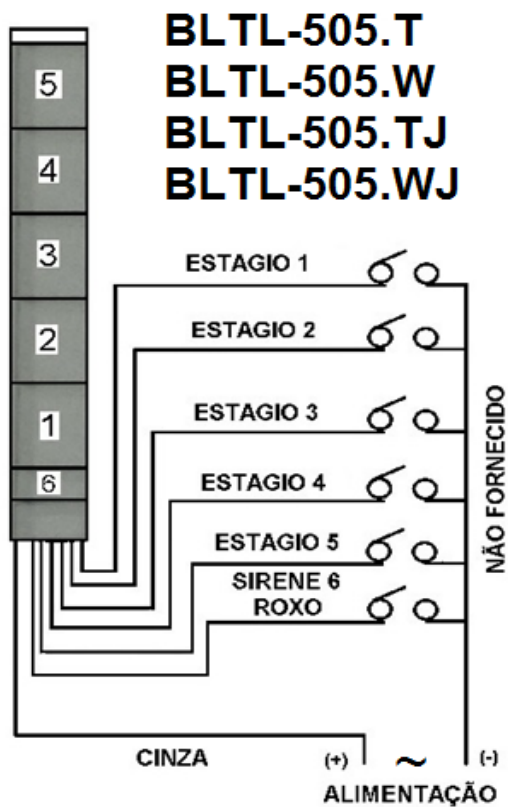 BLTL-505.T
BLTL-505.W
BLTL-505.TJ
BLTL-505.WJ
5
4
3
2
1
6
ESTAGIO 1
ESTAGIO 2
ESTAGIO 3
ESTAGIO 4
ESTAGIO 5
SIRENE 6
ROXO
NÃO FORNECIDO
CINZA
(+) ~ (-)
ALIMENTAÇÃO